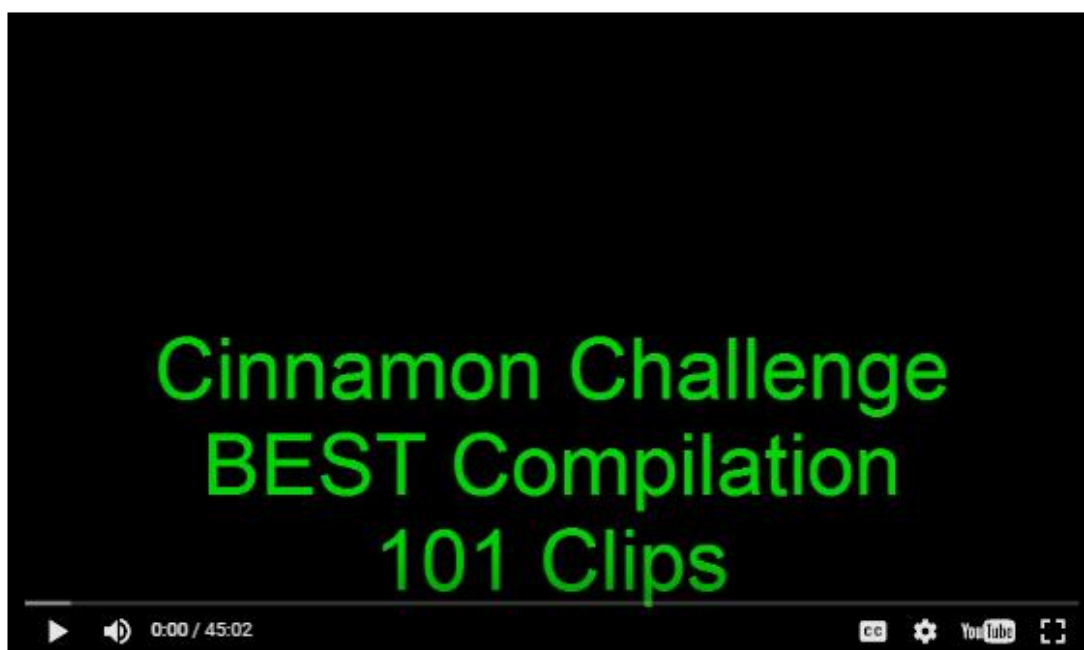 Cinnamon Challenge
BEST Compilation
101 Clips
0:00 / 45:02
CC
YouTube